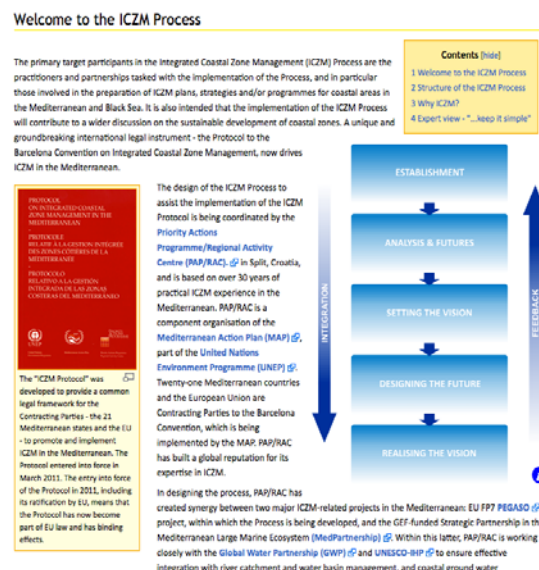 Welcome to the ICZM Process
Contents [hide]
1 Welcome to the ICZM Process
2 Structure of the ICZM Process
3 Why ICZM?
4 Expert view - "...keep it simple"
The primary target participants in the Integrated Coastal Zone Management (ICZM) Process are the
practitioners and partnerships tasked with the implementation of the Process, and in particular
those involved in the preparation of ICZM plans, strategies and/or programmes for coastal areas in
the Mediterranean and Black Sea. It is also intended that the implementation of the ICZM Process
will contribute to a wider discussion on the sustainable development of coastal zones. A unique and
groundbreaking international legal instrument - the Protocol to the
Barcelona Convention on Integrated Coastal Zone Management, now drives
ICZM in the Mediterranean.
PROTOCOL
ON INTEGRATED COASTAL
ZONE MANAGEMENT IN THE
MEDITERRANEAN
PROTOCOLE
RELATIF À LA GESTION INTÉGRÉE
DES ZONES CÔTIÈRES DE LA
MÉDITERRANÉE
PROTOCOLO
RELATIVO A LA GESTIÓN
INTEGRADA DE LAS ZONAS
COSTERAS DEL MEDITERRÁNEO
UNEP
The "ICZM Protocol" was
developed to provide a common
legal framework for the
Contracting Parties - the 21
Mediterranean states and the EU
- to promote and implement
ICZM in the Mediterranean. The
Protocol entered into force in
March 2011. The entry into force
of the Protocol in 2011, including
its ratification by EU, means that
the Protocol has now become
part of EU law and has binding
effects.
The design of the ICZM Process to
assist the implementation of the ICZM
Protocol is being coordinated by the
Priority Actions
Programme/Regional Activity
Centre (PAP/RAC). in Split, Croatia,
and is based on over 30 years of
practical ICZM experience in the
Mediterranean. PAP/RAC is a
component organisation of the
Mediterranean Action Plan (MAP),
part of the United Nations
Environment Programme (UNEP).
Twenty-one Mediterranean countries
and the European Union are
Contracting Parties to the Barcelona
Convention, which is being
implemented by the MAP. PAP/RAC
has built a global reputation for its
expertise in ICZM.
INTEGRATION
ESTABLISHMENT
ANALYSIS & FUTURES
SETTING THE VISION
DESIGNING THE FUTURE
REALISING THE VISION
FEEDBACK
In designing the process, PAP/RAC has
created synergy between two major ICZM-related projects in the Mediterranean: EU FP7 PEGASO
project, within which the Process is being developed, and the GEF-funded Strategic Partnership in th
Mediterranean Large Marine Ecosystem (MedPartnership). Within this latter, PAP/RAC is working
closely with the Global Water Partnership (GWP) and UNESCO-IHP to ensure effective
integration with river catchment and water basin management, and coastal ground water